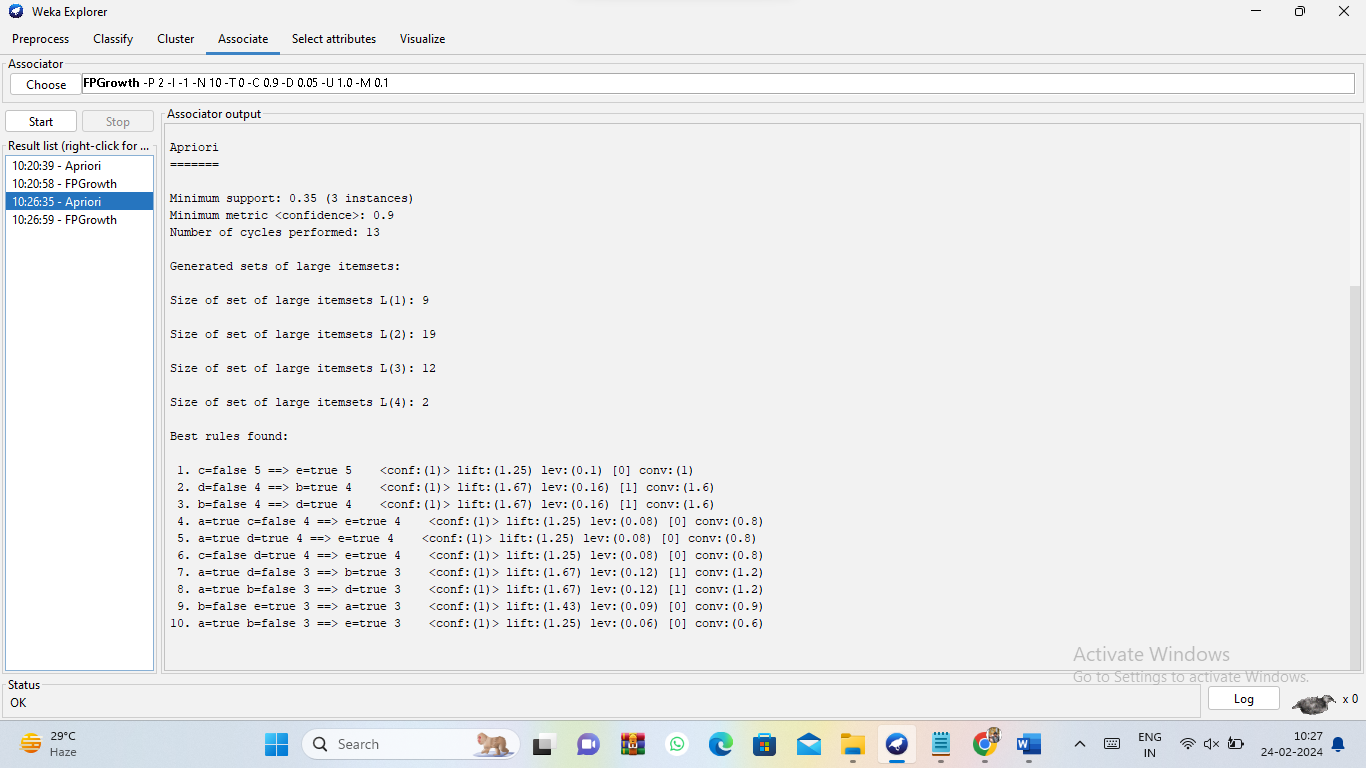 Weka Explorer
Preprocess Classify Cluster Associate Select attributes Visualize
Associator
Choose FPGrowth -P 2 -I -1 -N 10 -T 0 -C 0.9 -D 0.05 -U 1.0 -M 0.1
Start Stop
Result list (right-click for ...
10:20:39 - Apriori
10:20:58 - FPGrowth
10:26:35 - Apriori
10:26:59 - FPGrowth
Associator output
Apriori
=======
Minimum support: 0.35 (3 instances)
Minimum metric <confidence>: 0.9
Number of cycles performed: 13
Generated sets of large itemsets:
Size of set of large itemsets L(1): 9
Size of set of large itemsets L(2): 19
Size of set of large itemsets L(3): 12
Size of set of large itemsets L(4): 2
Best rules found:
1. c=false 5 ==> e=true 5 <conf:(1)> lift:(1.25) lev:(0.1) [0] conv:(1)
2. d=false 4 ==> b=true 4 <conf:(1)> lift:(1.67) lev:(0.16) [1] conv:(1.6)
3. b=false 4 ==> d=true 4 <conf:(1)> lift:(1.67) lev:(0.16) [1] conv:(1.6)
4. a=true c=false 4 ==> e=true 4 <conf:(1)> lift:(1.25) lev:(0.08) [0] conv:(0.8)
5. a=true d=true 4 ==> e=true 4 <conf:(1)> lift:(1.25) lev:(0.08) [0] conv:(0.8)
6. c=false d=true 4 ==> e=true 4 <conf:(1)> lift:(1.25) lev:(0.08) [0] conv:(0.8)
7. a=true d=false 3 ==> b=true 3 <conf:(1)> lift:(1.67) lev:(0.12) [1] conv:(1.2)
8. a=true b=false 3 ==> d=true 3 <conf:(1)> lift:(1.67) lev:(0.12) [1] conv:(1.2)
9. b=false e=true 3 ==> a=true 3 <conf:(1)> lift:(1.43) lev:(0.09) [0] conv:(0.9)
10. a=true b=false 3 ==> e=true 3 <conf:(1)> lift:(1.25) lev:(0.06) [0] conv:(0.6)
Activate Windows
Go to Settings to activate Windows.
Status
OK
Log
x 0
29°C
Haze
Search
ENG
IN
10:27
24-02-2024